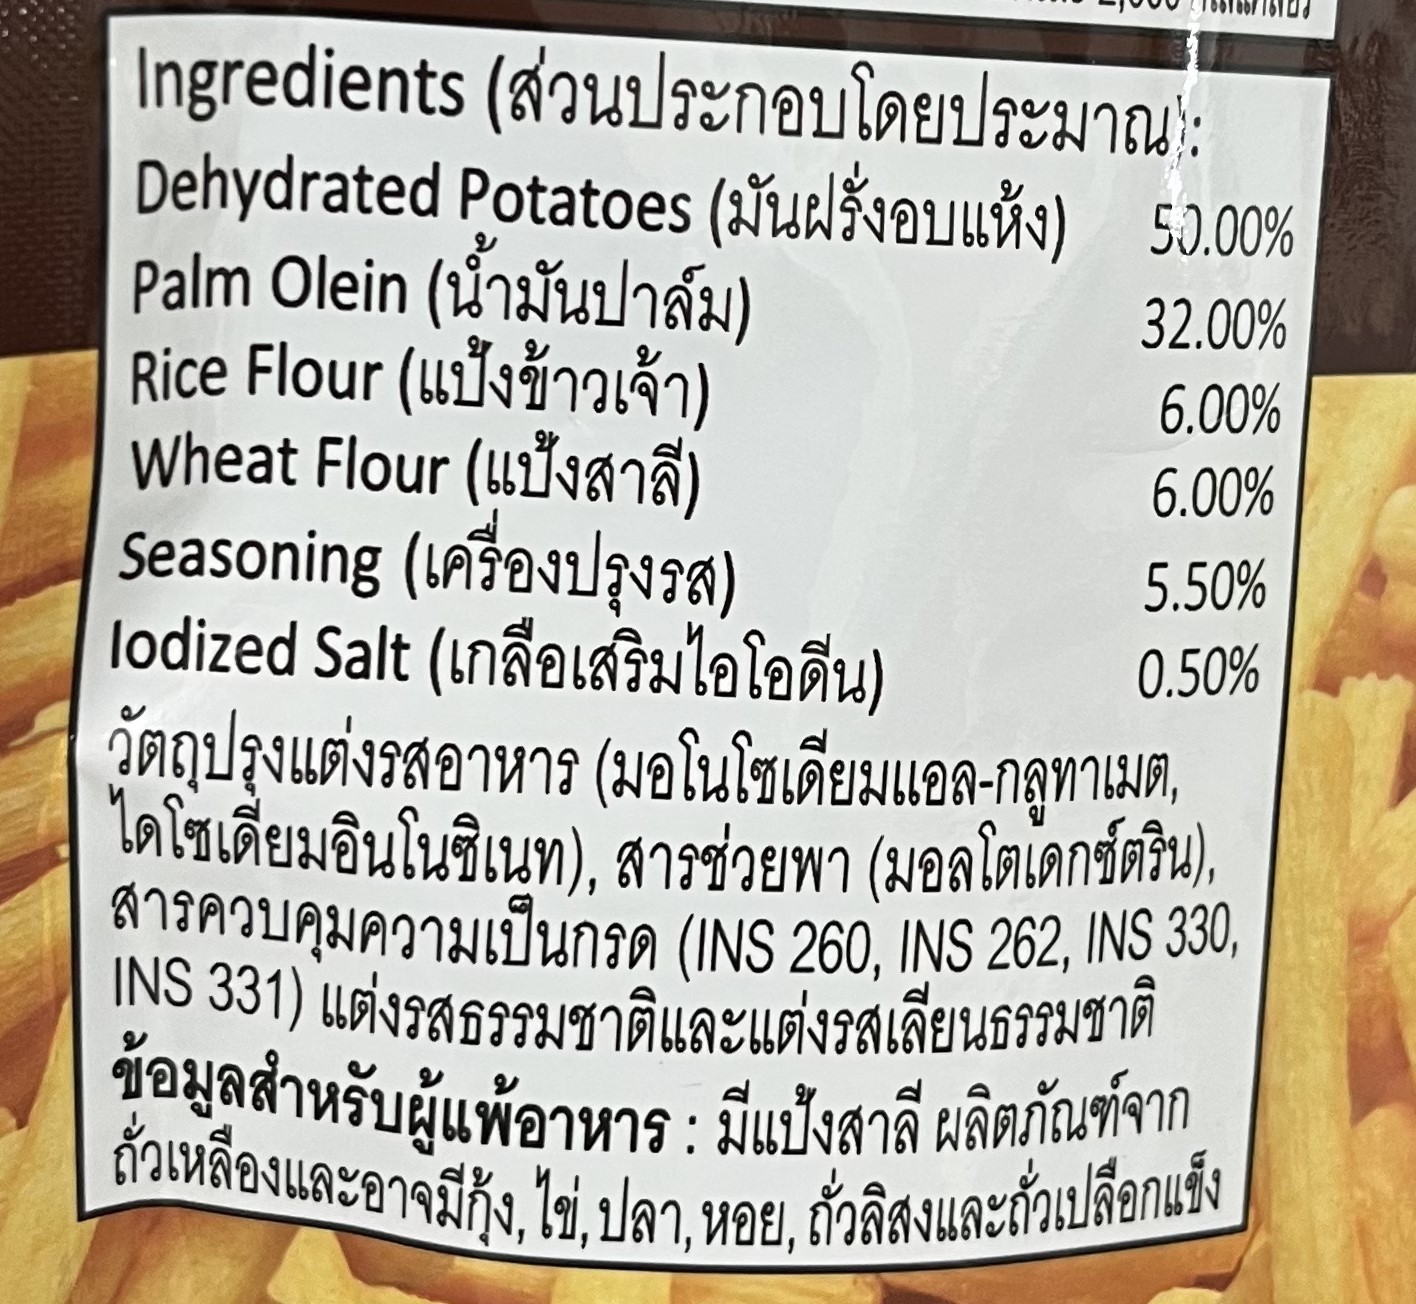 Ingredients (ส่วนประกอบโดยประมาณ):
Dehydrated Potatoes (มันฝรั่งอบแห้ง) 50.00%
Palm Olein (น้ำมันปาล์ม) 32.00%
Rice Flour (แป้งข้าวเจ้า) 6.00%
Wheat Flour (แป้งสาลี) 6.00%
Seasoning (เครื่องปรุงรส) 5.50%
Iodized Salt (เกลือเสริมไอโอดีน) 0.50%
วัตถุปรุงแต่งรสอาหาร (มอโนโซเดียมแอล-กลูทาเมต,
ไดโซเดียมอินโนซิเนท), สารช่วยพา (มอลโตเดกซ์ตริน),
สารควบคุมความเป็นกรด (INS 260, INS 262, INS 330,
INS 331) แต่งรสธรรมชาติและแต่งรสเลียนธรรมชาติ
ข้อมูลสำหรับผู้แพ้อาหาร : มีแป้งสาลี ผลิตภัณฑ์จาก
ถั่วเหลืองและอาจมีกุ้ง, ไข่, ปลา, หอย, ถั่วลิสงและถั่วเปลือกแข็ง